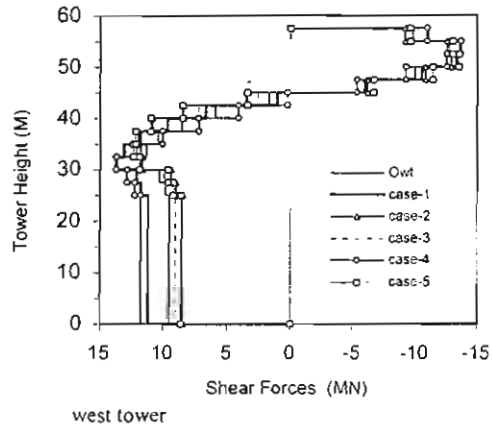 60
50
40
30
20
10
0
Tower Height (M)
Owt
case-1
case-2
case-3
case-4
case-5
15 10 5 0 -5 -10 -15
Shear Forces (MN)
west tower